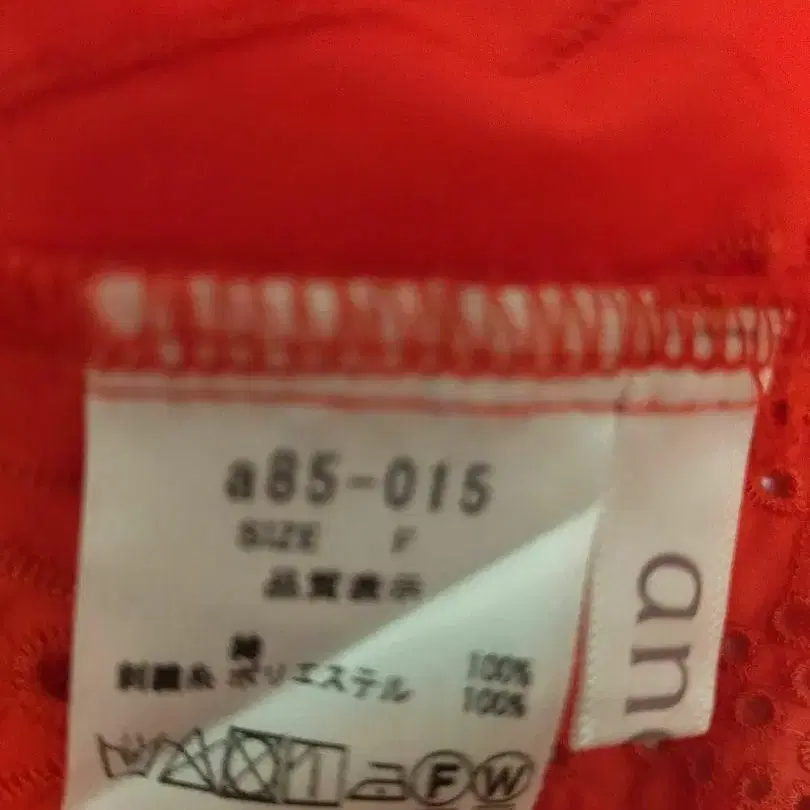 a85-015
SIZE F
品質表示
綿 100%
刺繍糸 ポリエステル 100%
F W
an